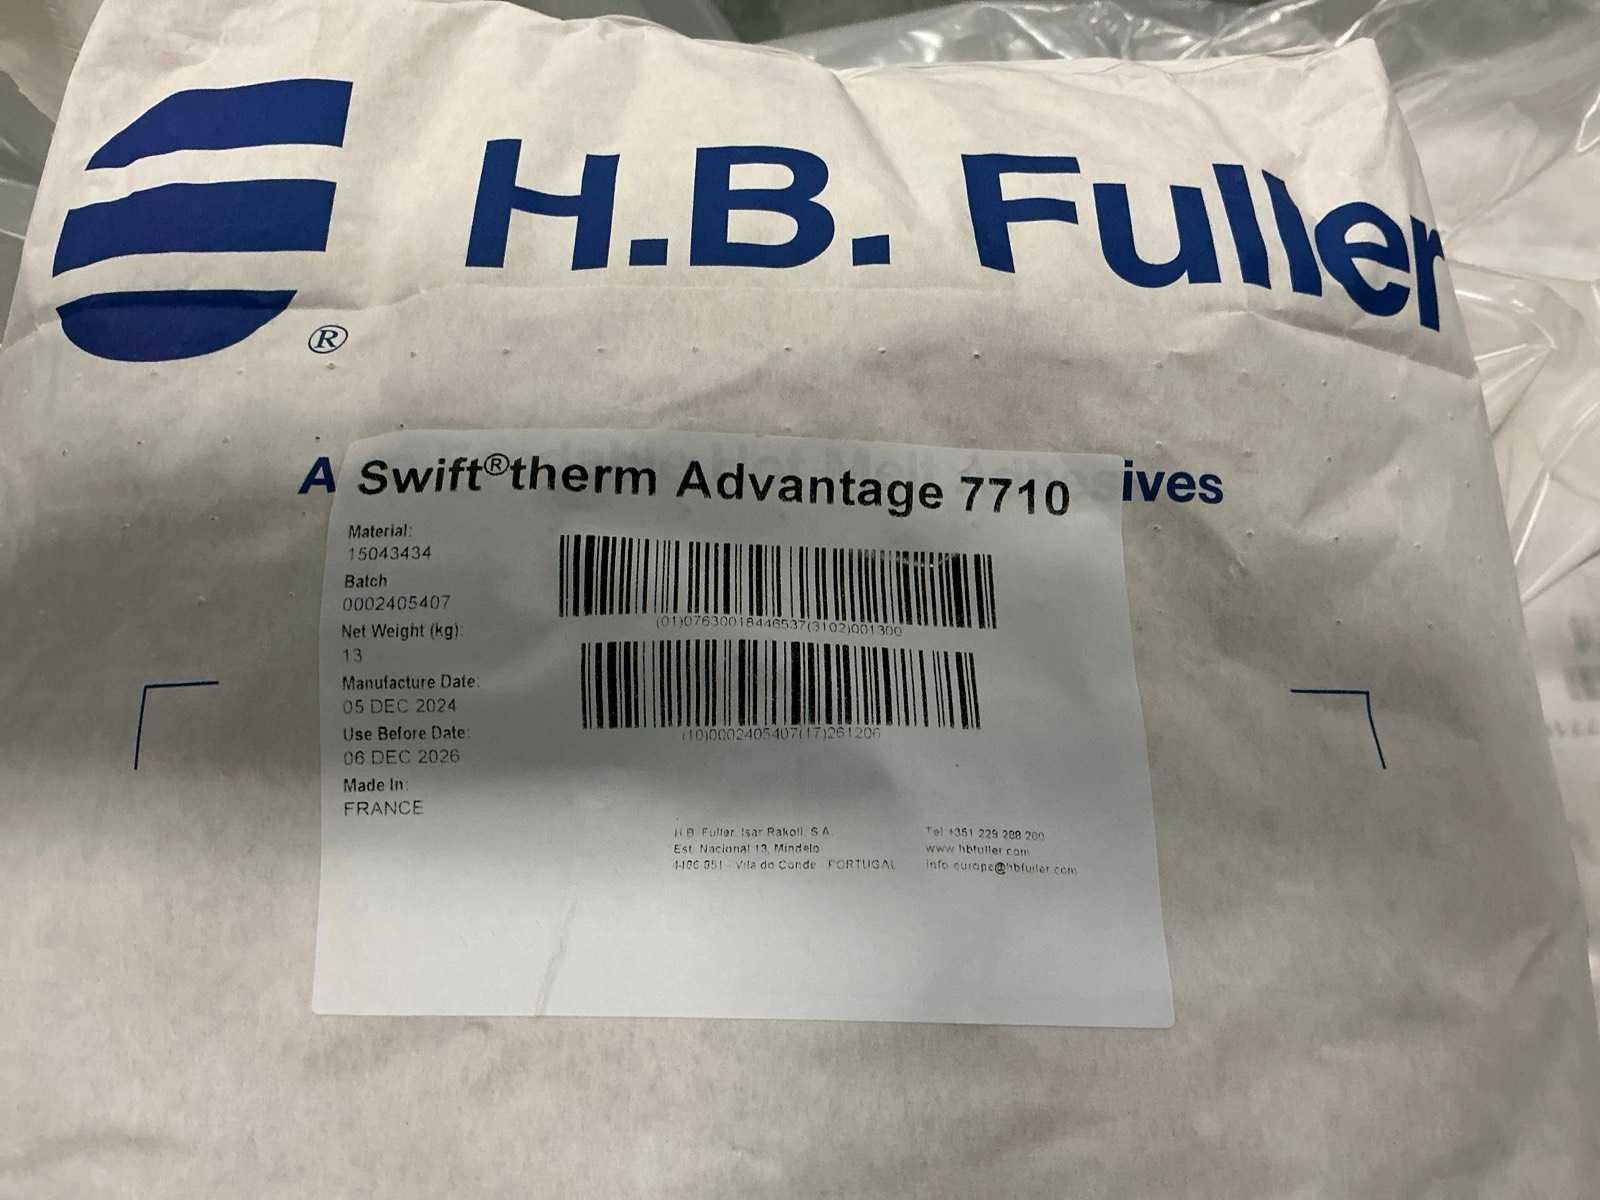 H.B. Fuller
®
Swift®therm Advantage 7710
Material:
15043434
Batch
0002405407
Net Weight (kg):
13
Manufacture Date:
05 DEC 2024
Use Before Date:
06 DEC 2026
Made In:
FRANCE
(01)07630018446537(3102)001300
(10)0002405407(17)261206
H.B. Fuller, Isar Rakoll, S.A.
Est. Nacional 13, Mindelo
Vila do Conde - PORTUGAL
Tel +351 229 288 200
www.hbfuller.com
info.europe@hbfuller.com